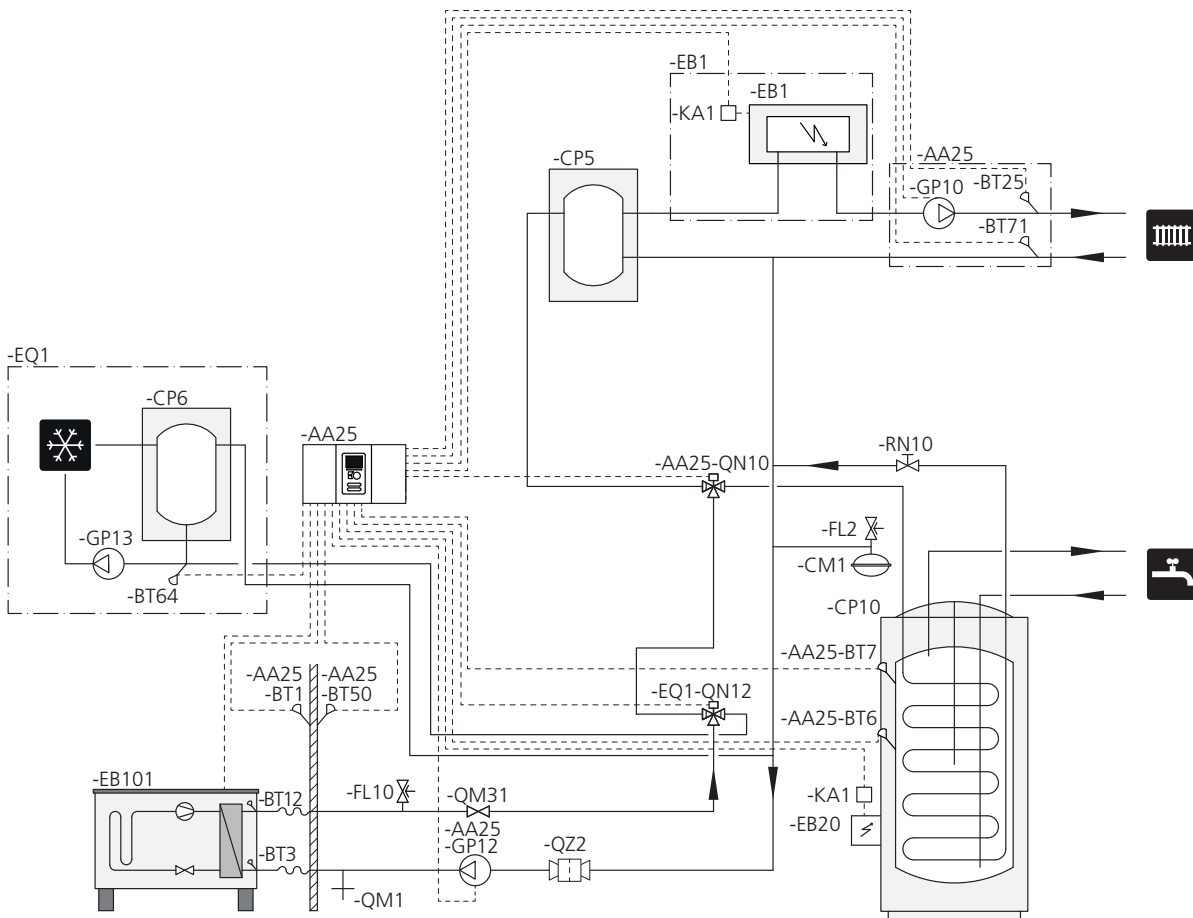 -EB1
-EB1
-KA1
-CP5
-AA25
-GP10
-BT25
-BT71
-EQ1
-CP6
-AA25
-RN10
-AA25-QN10
-GP13
-FL2
-CM1
-BT64
-CP10
-AA25-BT7
-AA25
-BT1
-AA25
-BT50
-EQ1-QN12
-AA25-BT6
-EB101
-BT12
-FL10
-QM31
-KA1
-AA25
-GP12
-QZ2
-EB20
-BT3
-QM1